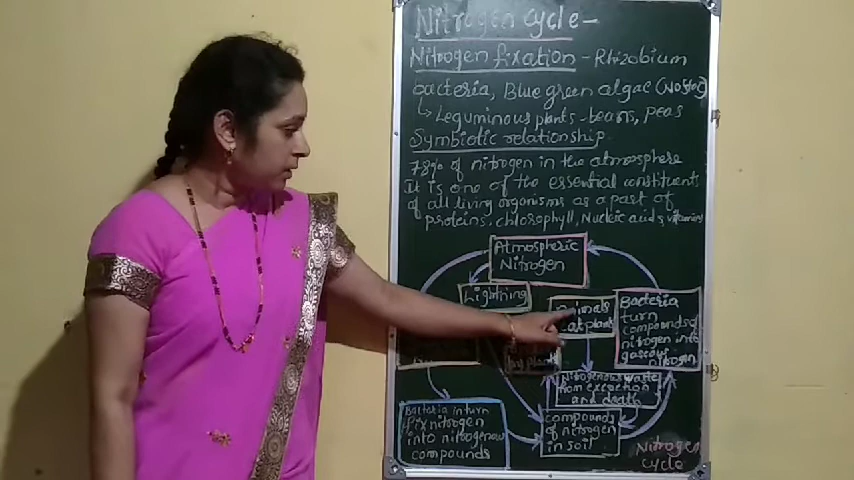 Nitrogen Cycle -
Nitrogen fixation - Rhizobium
bacteria, Blue green algae (Nostoc)
↳ Leguminous plants - beans, peas
Symbiotic relationship.
78% of nitrogen in the atmosphere
It is one of the essential constituents
of all living organisms as a part of
proteins, chlorophyll, Nucleic acids & vitamins
Atmospheric
Nitrogen
Lightning
Animals
eat plants
Bacteria
turn
compounds of
nitrogen into
gaseous nitrogen
plants
Nitrogenous waste
from excretion
and death
Bacteria in turn
fix nitrogen
into nitrogenous
compounds.
compounds
of nitrogen
in soil
Nitrogen
cycle